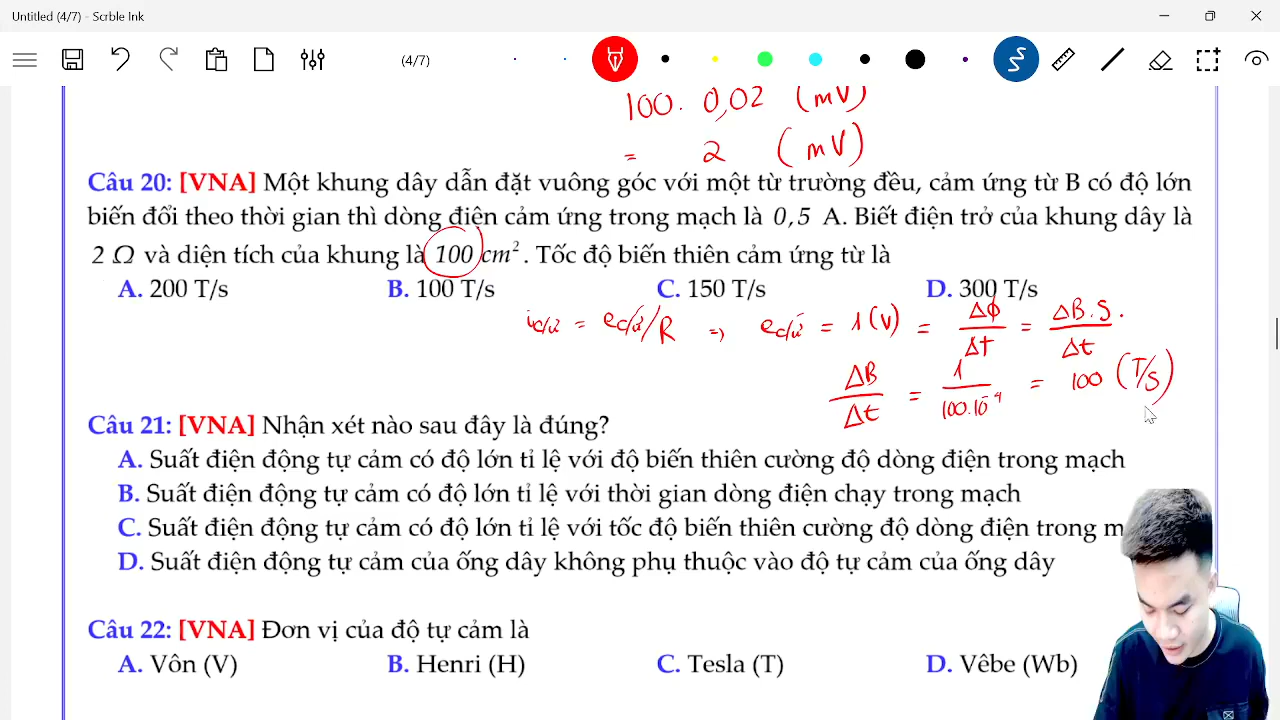 Untitled (4/7) - Scrble Ink
(4/7)
100. 0,02 (mV)
= 2 (mV)
Câu 20: [VNA] Một khung dây dẫn đặt vuông góc với một từ trường đều, cảm ứng từ B có độ lớn
biến đổi theo thời gian thì dòng điện cảm ứng trong mạch là 0,5 A. Biết điện trở của khung dây là
2 Ω và diện tích của khung là 100 cm². Tốc độ biến thiên cảm ứng từ là
A. 200 T/s B. 100 T/s C. 150 T/s D. 300 T/s
i_c/ư = e_c/ư/R => e_c/ư = 1 (V) = Δϕ/Δt = ΔB.S/Δt.
ΔB/Δt = 1/100.10⁻⁴ = 100 (T/s)
Câu 21: [VNA] Nhận xét nào sau đây là đúng?
A. Suất điện động tự cảm có độ lớn tỉ lệ với độ biến thiên cường độ dòng điện trong mạch
B. Suất điện động tự cảm có độ lớn tỉ lệ với thời gian dòng điện chạy trong mạch
C. Suất điện động tự cảm có độ lớn tỉ lệ với tốc độ biến thiên cường độ dòng điện trong m
D. Suất điện động tự cảm của ống dây không phụ thuộc vào độ tự cảm của ống dây
Câu 22: [VNA] Đơn vị của độ tự cảm là
A. Vôn (V) B. Henri (H) C. Tesla (T) D. Vêbe (Wb)